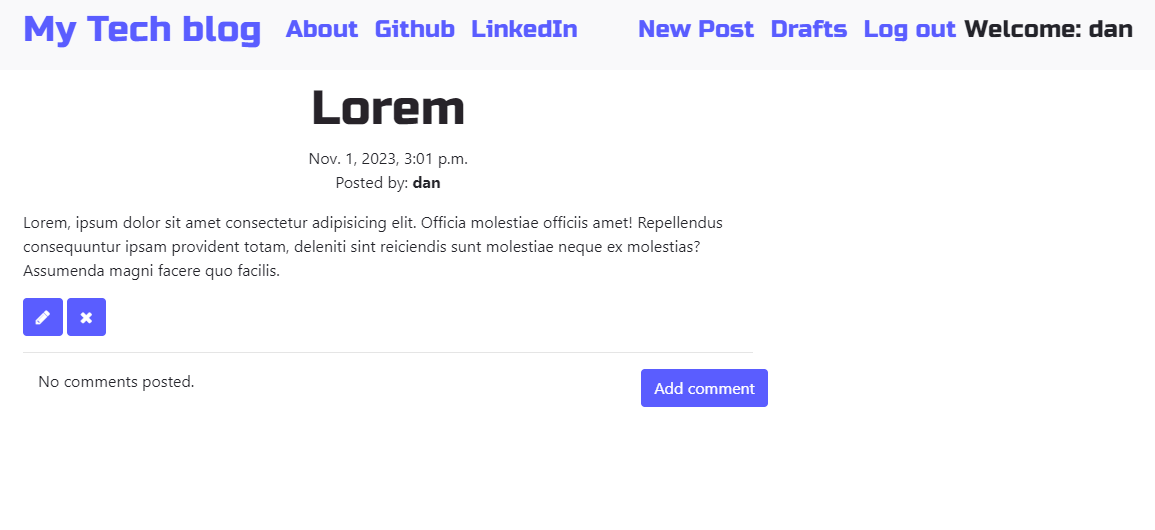 My Tech blog About Github LinkedIn New Post Drafts Log out Welcome: dan
Lorem
Nov. 1, 2023, 3:01 p.m.
Posted by: dan
Lorem, ipsum dolor sit amet consectetur adipisicing elit. Officia molestiae officiis amet! Repellendus
consequuntur ipsam provident totam, deleniti sint reiciendis sunt molestiae neque ex molestias?
Assumenda magni facere quo facilis.
No comments posted. Add comment